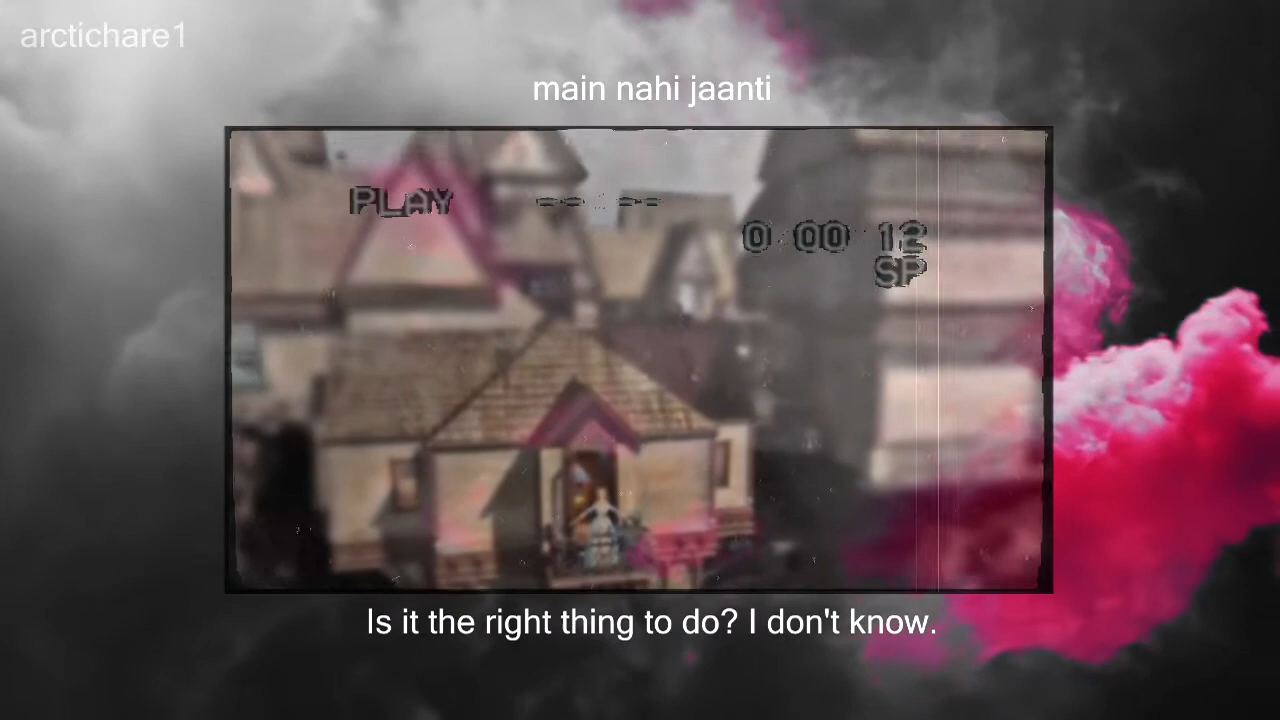 arctichare1
main nahi jaanti
PLAY --:--
0:00:12
SP
Is it the right thing to do? I don't know.